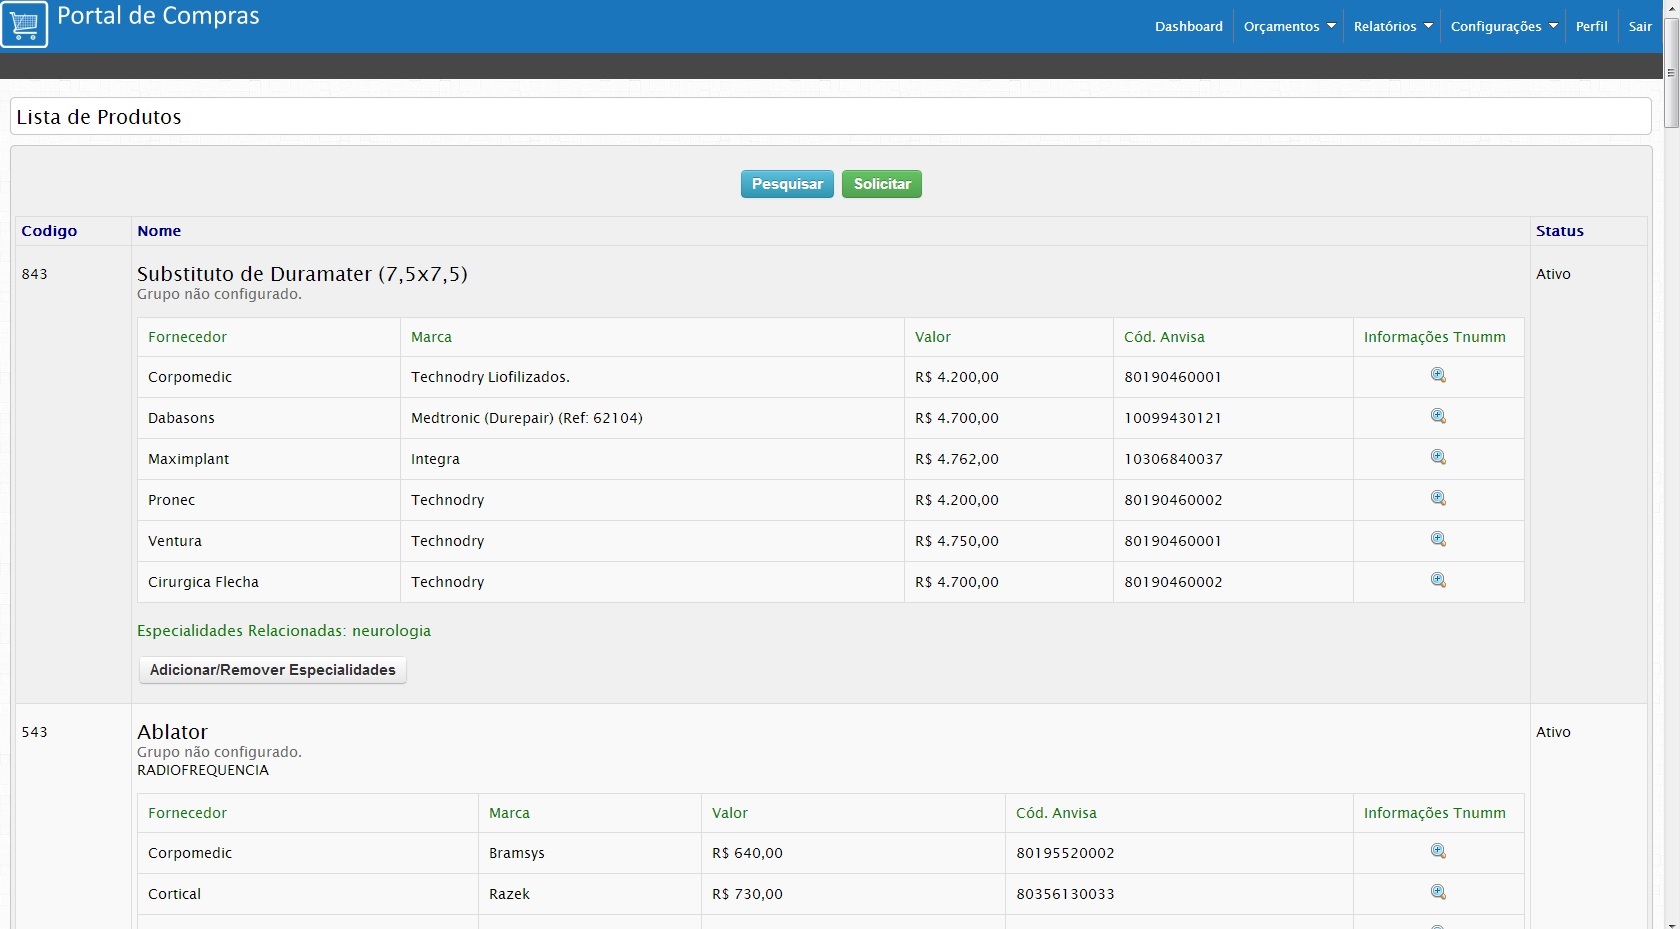 Portal de Compras
Dashboard Orçamentos Relatórios Configurações Perfil Sair
Lista de Produtos
Pesquisar Solicitar
Codigo Nome Status
843 Substituto de Duramater (7,5x7,5) Ativo
Grupo não configurado.
Fornecedor Marca Valor Cód. Anvisa Informações Tnumm
Corpomedic Technodry Liofilizados. R$ 4.200,00 80190460001
Dabasons Medtronic (Durepair) (Ref: 62104) R$ 4.700,00 10099430121
Maximplant Integra R$ 4.762,00 10306840037
Pronec Technodry R$ 4.200,00 80190460002
Ventura Technodry R$ 4.750,00 80190460001
Cirurgica Flecha Technodry R$ 4.700,00 80190460002
Especialidades Relacionadas: neurologia
Adicionar/Remover Especialidades
543 Ablator Ativo
Grupo não configurado.
RADIOFREQUENCIA
Fornecedor Marca Valor Cód. Anvisa Informações Tnumm
Corpomedic Bramsys R$ 640,00 80195520002
Cortical Razek R$ 730,00 80356130033